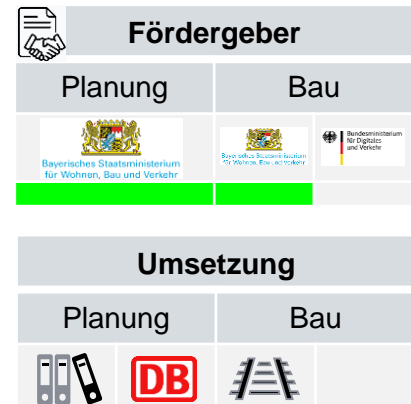 Fördergeber
Planung
Bau
Bayerisches Staatsministerium
für Wohnen, Bau und Verkehr
Bayerisches Staatsministerium
für Wohnen, Bau und Verkehr
Bundesministerium
für Digitales
und Verkehr
Umsetzung
Planung
Bau
DB